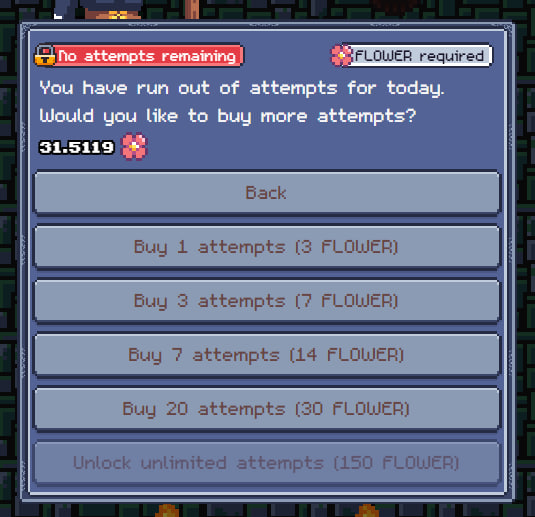 No attempts remaining
FLOWER required
You have run out of attempts for today.
Would you like to buy more attempts?
31.5119
Back
Buy 1 attempts (3 FLOWER)
Buy 3 attempts (7 FLOWER)
Buy 7 attempts (14 FLOWER)
Buy 20 attempts (30 FLOWER)
Unlock unlimited attempts (150 FLOWER)